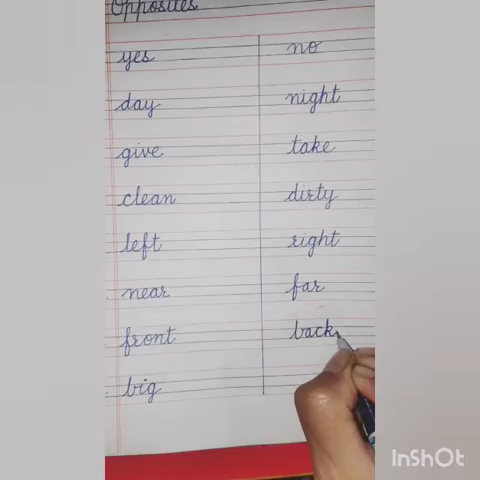 Opposites
yes no
day night
give take
clean dirty
left right
near far
front back
big
InShOt